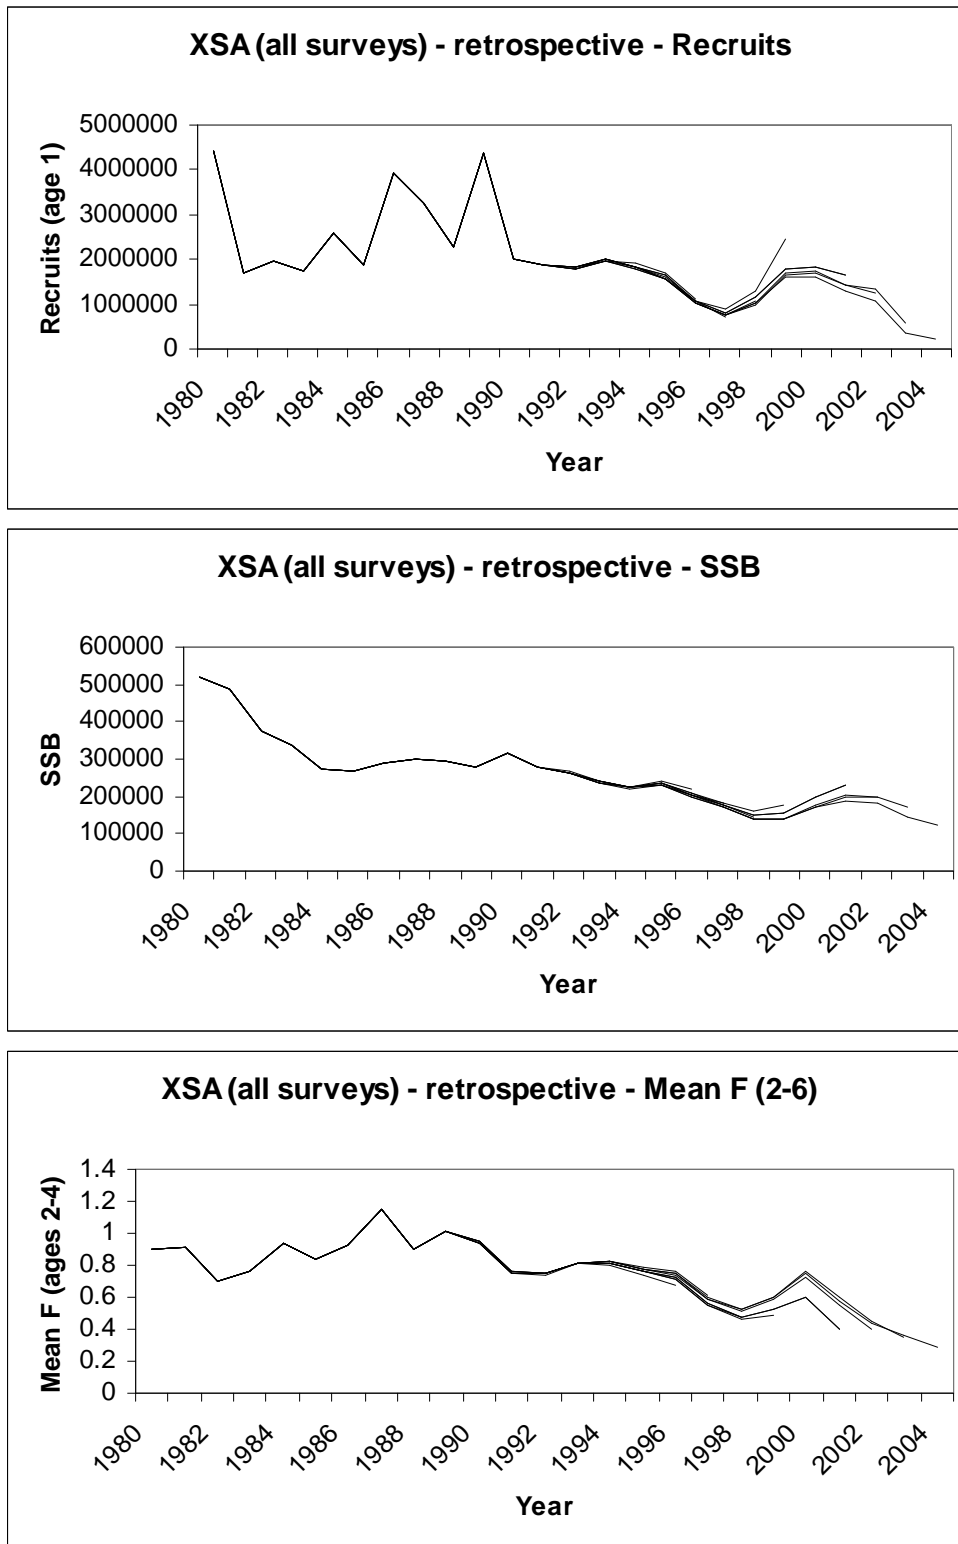 XSA (all surveys) - retrospective - Recruits
5000000
4000000
3000000
2000000
1000000
0
Recruits (age 1)
1980 1982 1984 1986 1988 1990 1992 1994 1996 1998 2000 2002 2004
Year
XSA (all surveys) - retrospective - SSB
600000
500000
400000
300000
200000
100000
0
SSB
1980 1982 1984 1986 1988 1990 1992 1994 1996 1998 2000 2002 2004
Year
XSA (all surveys) - retrospective - Mean F (2-6)
1.4
1.2
1
0.8
0.6
0.4
0.2
0
Mean F (ages 2-4)
1980 1982 1984 1986 1988 1990 1992 1994 1996 1998 2000 2002 2004
Year